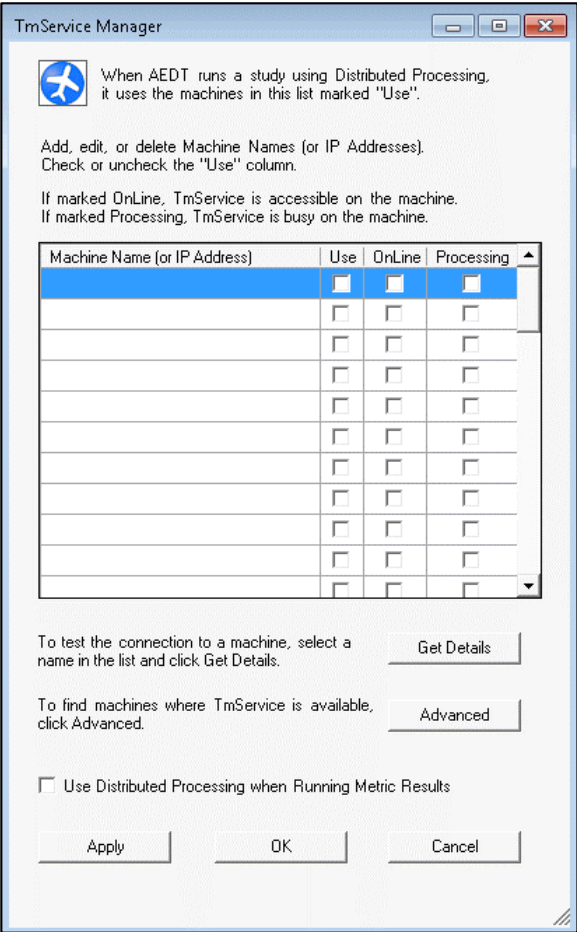 TmService Manager
When AEDT runs a study using Distributed Processing,
it uses the machines in this list marked "Use".
Add, edit, or delete Machine Names (or IP Addresses).
Check or uncheck the "Use" column.
If marked OnLine, TmService is accessible on the machine.
If marked Processing, TmService is busy on the machine.
Machine Name (or IP Address) Use OnLine Processing
To test the connection to a machine, select a
name in the list and click Get Details.
Get Details
To find machines where TmService is available,
click Advanced.
Advanced
Use Distributed Processing when Running Metric Results
Apply OK Cancel